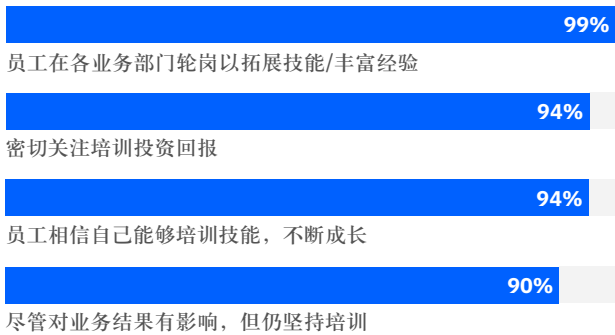 99%
员工在各业务部门轮岗以拓展技能/丰富经验
94%
密切关注培训投资回报
94%
员工相信自己能够培训技能，不断成长
90%
尽管对业务结果有影响，但仍坚持培训